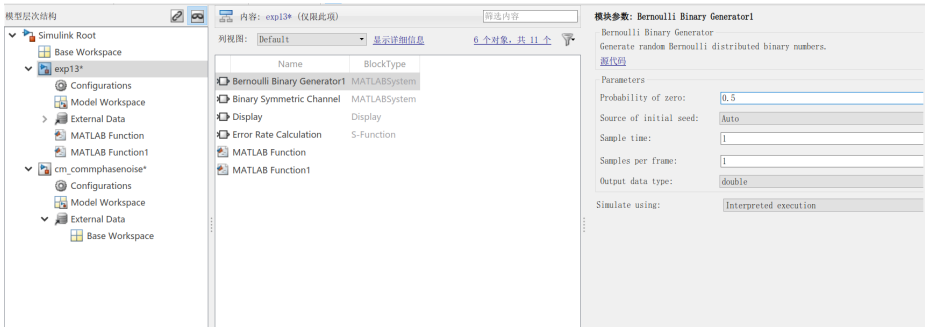 模型层次结构
Simulink Root
Base Workspace
exp13*
Configurations
Model Workspace
External Data
MATLAB Function
MATLAB Function1
cm_commphasenoise*
Configurations
Model Workspace
External Data
Base Workspace
内容: exp13* (仅限此项)
筛选内容
列视图: Default 显示详细信息 6 个对象，共 11 个
Name BlockType
Bernoulli Binary Generator1 MATLABSystem
Binary Symmetric Channel MATLABSystem
Display Display
Error Rate Calculation S-Function
MATLAB Function
MATLAB Function1
模块参数: Bernoulli Binary Generator1
Bernoulli Binary Generator
Generate random Bernoulli distributed binary numbers.
源代码
Parameters
Probability of zero: 0.5
Source of initial seed: Auto
Sample time: 1
Samples per frame: 1
Output data type: double
Simulate using: Interpreted execution